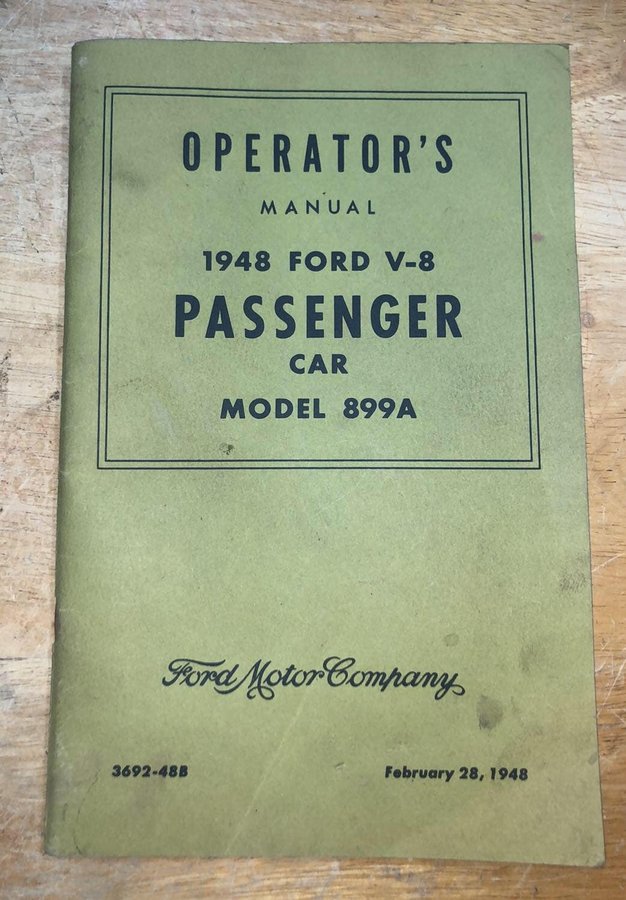 OPERATOR'S
MANUAL
1948 FORD V-8
PASSENGER
CAR
MODEL 899A
Ford Motor Company
3692-48B
February 28, 1948